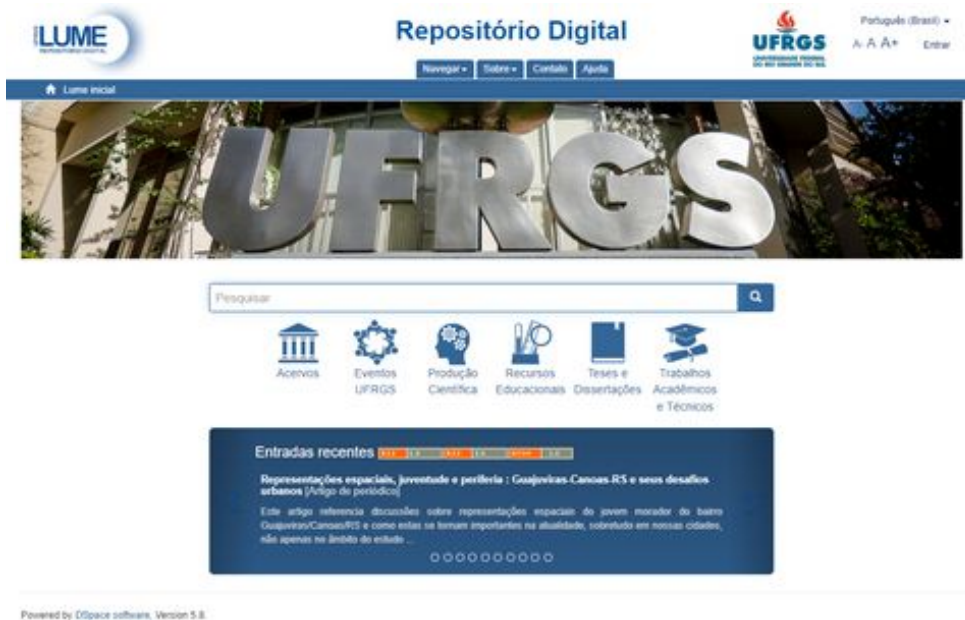 LUME
REPOSITÓRIO DIGITAL
Repositório Digital
UFRGS
UNIVERSIDADE FEDERAL
DO RIO GRANDE DO SUL
Português (Brasil)
A- A A+ Entrar
Navegar Sobre Contato Ajuda
Lume inicial
UFRGS
Pesquisar
Acervos
Eventos
UFRGS
Produção
Científica
Recursos
Educacionais
Teses e
Dissertações
Trabalhos
Acadêmicos
e Técnicos
Entradas recentes
Representações espaciais, juventude e periferia : Guajuviras-Canoas-RS e seus desafios
urbanos [Artigo de periódico]
Este artigo referencia discussões sobre representações espaciais do jovem morador do bairro
Guajuviras/Canoas/RS e como estas se tornam importantes na atualidade, sobretudo em nossas cidades,
não apenas no âmbito do estudo ...
Powered by DSpace software, Version 5.8.